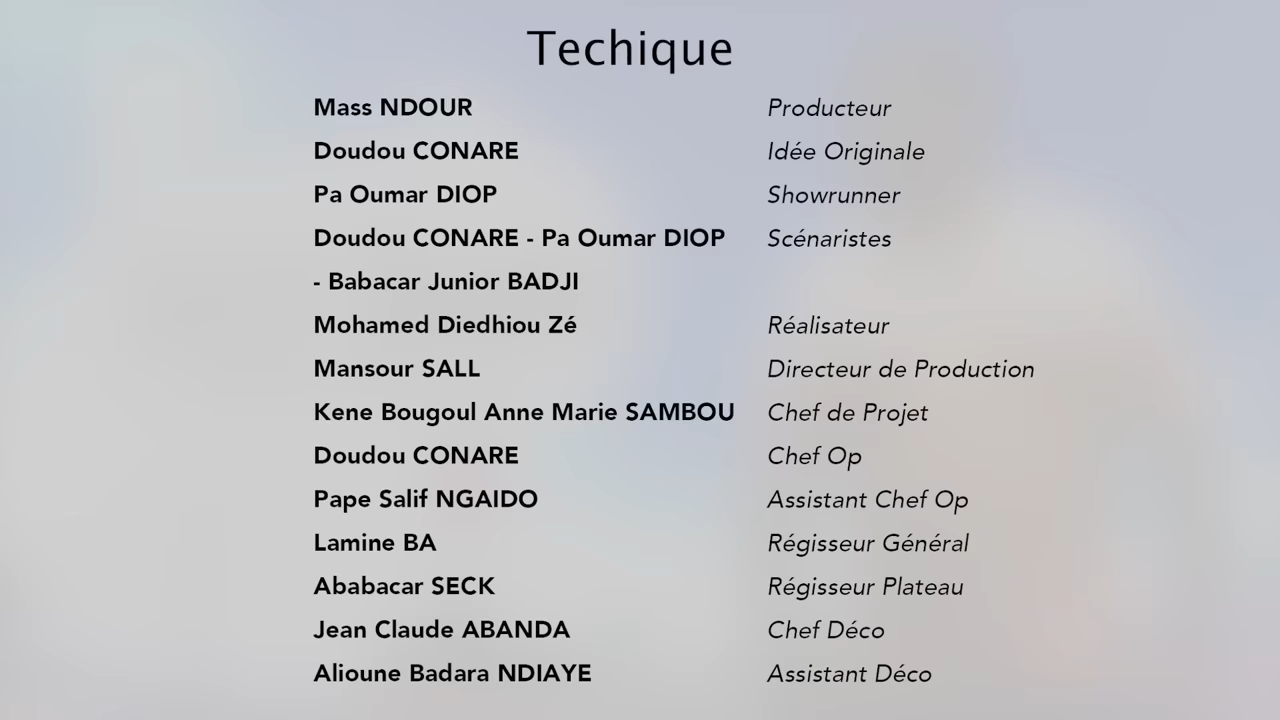 Techique
Mass NDOUR Producteur
Doudou CONARE Idée Originale
Pa Oumar DIOP Showrunner
Doudou CONARE - Pa Oumar DIOP Scénaristes
- Babacar Junior BADJI
Mohamed Diedhiou Zé Réalisateur
Mansour SALL Directeur de Production
Kene Bougoul Anne Marie SAMBOU Chef de Projet
Doudou CONARE Chef Op
Pape Salif NGAIDO Assistant Chef Op
Lamine BA Régisseur Général
Ababacar SECK Régisseur Plateau
Jean Claude ABANDA Chef Déco
Alioune Badara NDIAYE Assistant Déco